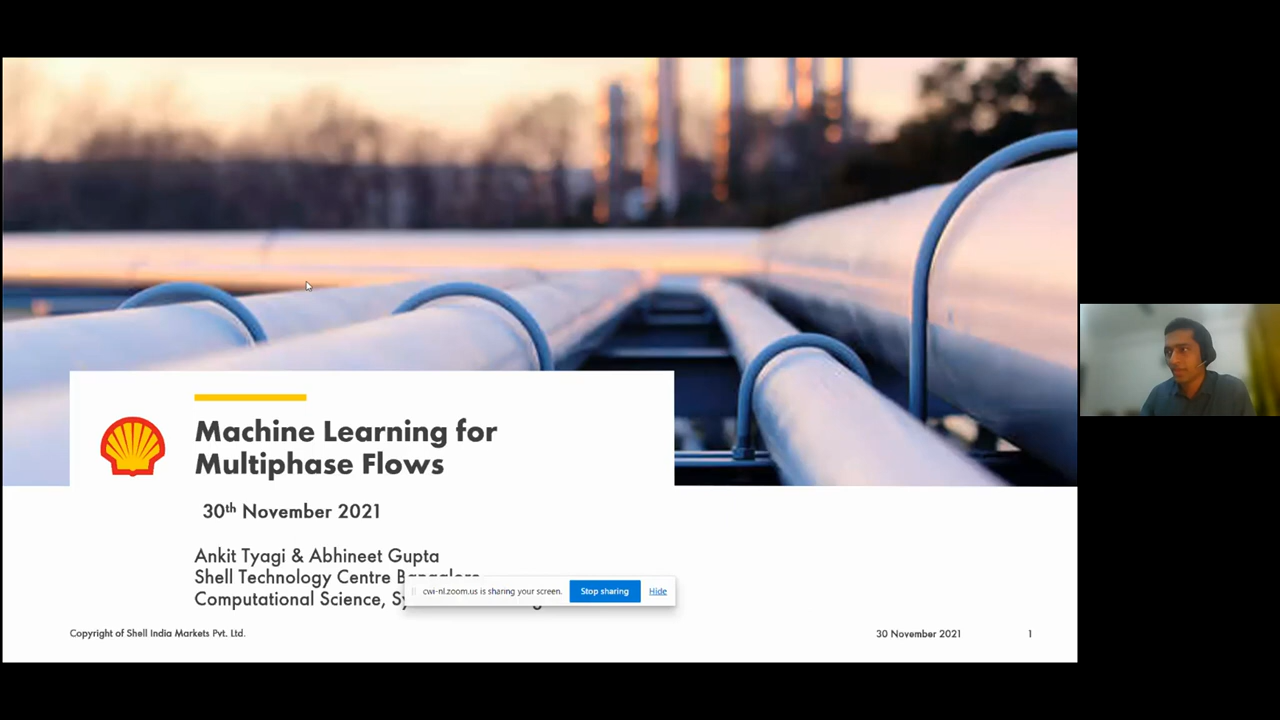 Machine Learning for
Multiphase Flows
30th November 2021
Ankit Tyagi & Abhineet Gupta
Shell Technology Centre Bangalore
Computational Science,
cwi-nl.zoom.us is sharing your screen. Stop sharing Hide
Copyright of Shell India Markets Pvt. Ltd. 30 November 2021 1